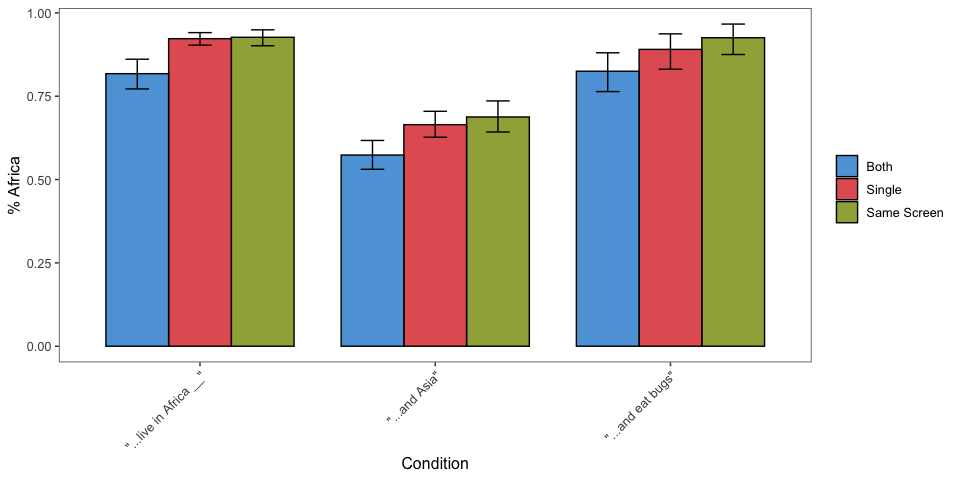 % Africa
1.00
0.75
0.50
0.25
0.00
"...live in Africa __"
"...and Asia"
"...and eat bugs"
Condition
Both
Single
Same Screen